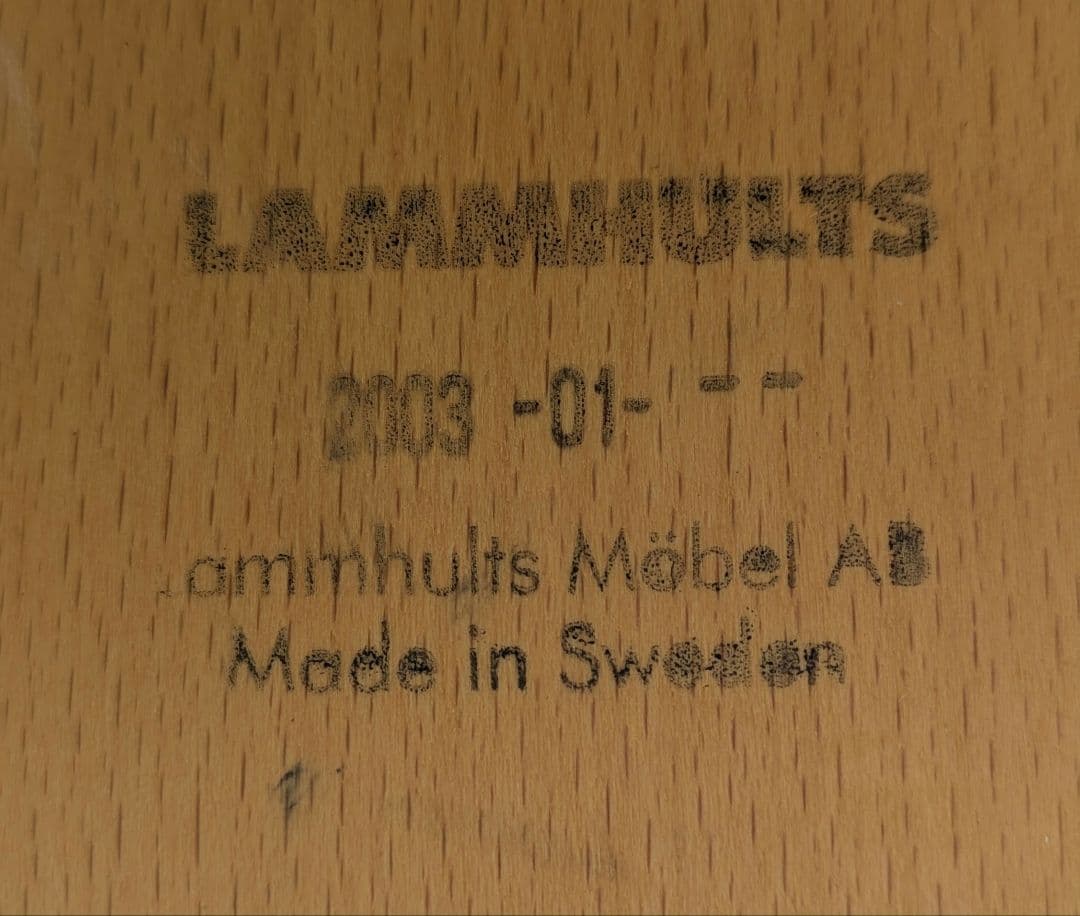 LAMMHULTS
2003 -01- - -
Lammhults Möbel AB
Made in Sweden